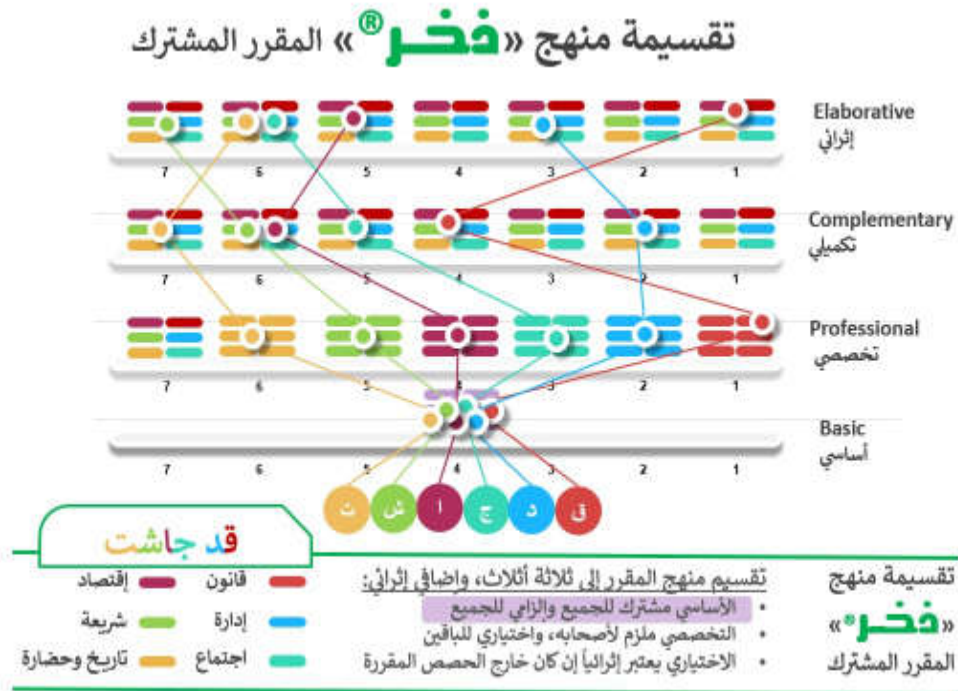 تقسيمة منهج «فخر®» المقرر المشترك
Elaborative
إثرائي
7 6 5 4 3 2 1
Complementary
تكميلي
7 6 5 4 3 2 1
Professional
تخصصي
7 6 5 4 3 2 1
Basic
أساسي
7 6 5 4 3 2 1
ق د ج ا ش ت
قد جاشت
قانون
إقتصاد
إدارة
شريعة
اجتماع
تاريخ وحضارة
تقسيم منهج المقرر إلى ثلاثة أثلاث، واضافي إثرائي:
• الأساسي مشترك للجميع والزامي للجميع
• التخصصي ملزم لأصحابه، واختياري للباقين
• الاختياري يعتبر إثرائياً إن كان خارج الحصص المقررة
تقسيمة منهج
«فخر®»
المقرر المشترك